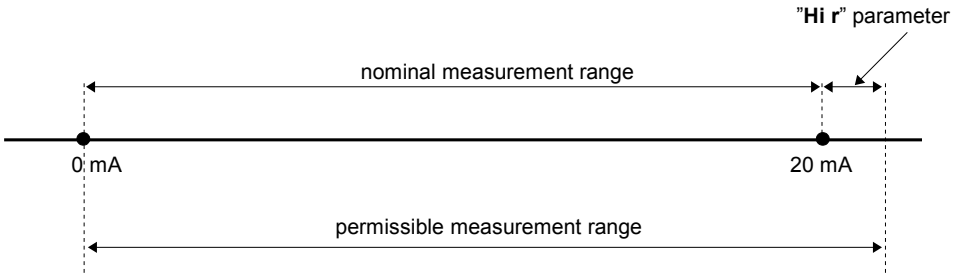 ”Hi r” parameter
nominal measurement range
0 mA
20 mA
permissible measurement range